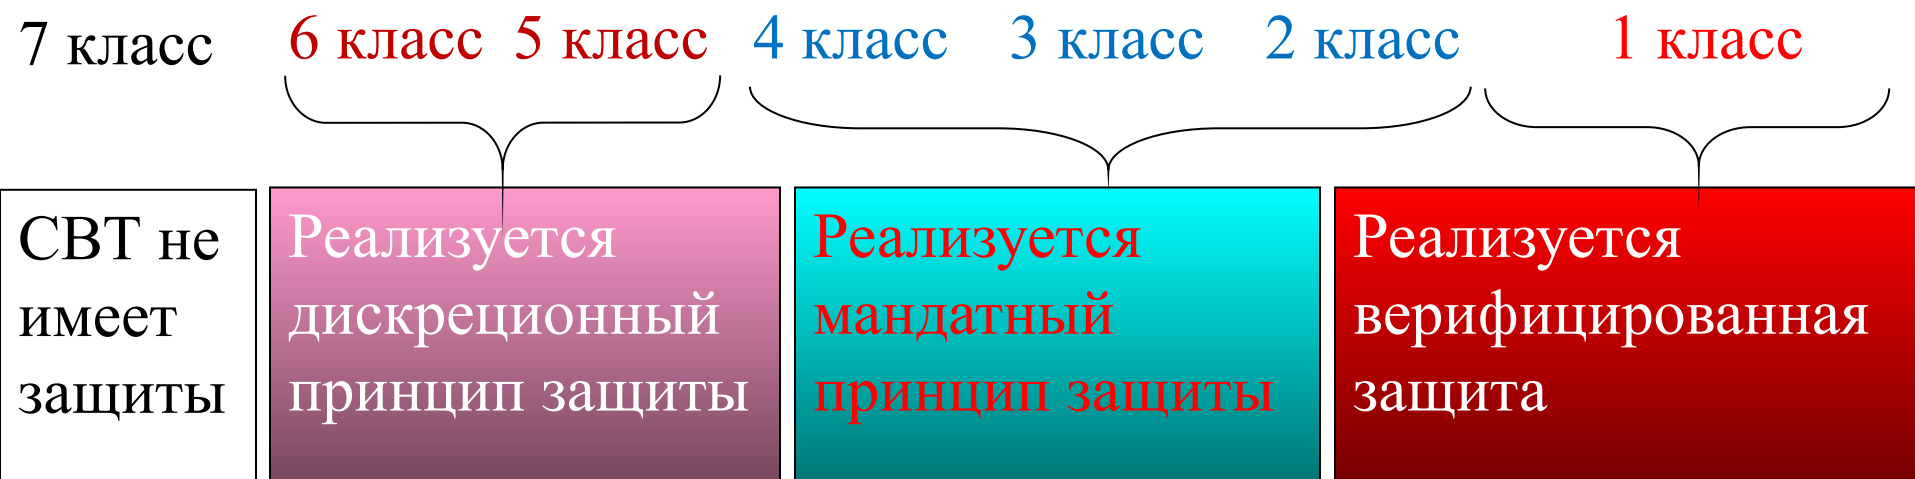 7 класс 6 класс 5 класс 4 класс 3 класс 2 класс 1 класс
СВТ не
имеет
защиты
Реализуется
дискреционный
принцип защиты
Реализуется
мандатный
принцип защиты
Реализуется
верифицированная
защита